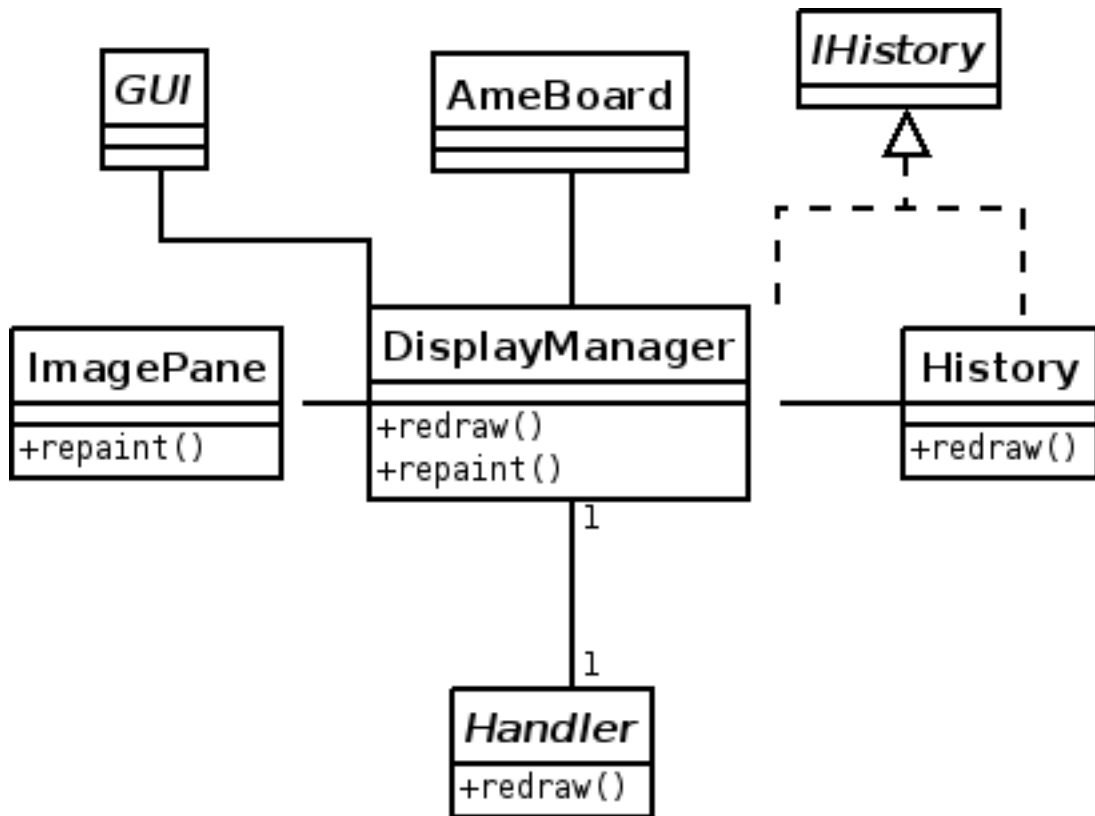 GUI
AmeBoard
IHistory
ImagePane
+repaint()
DisplayManager
+redraw()
+repaint()
History
+redraw()
1
1
Handler
+redraw()